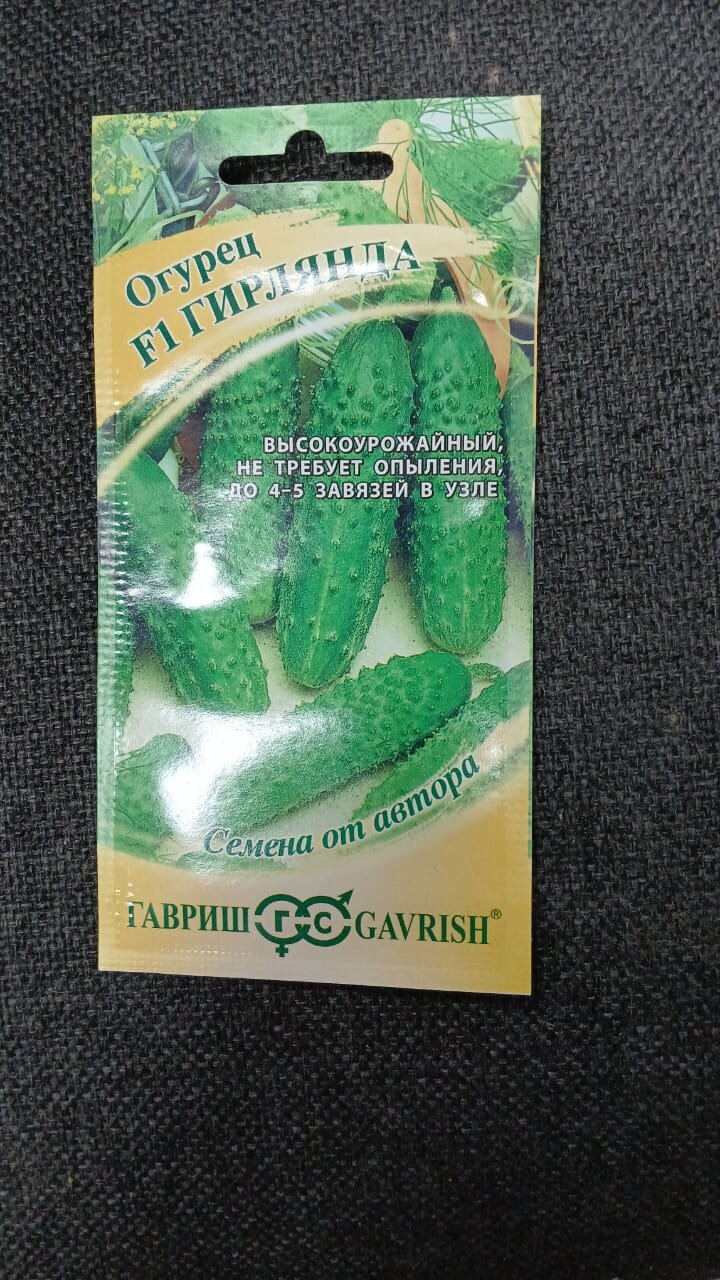 Огурец
F1 ГИРЛЯНДА
ВЫСОКОУРОЖАЙНЫЙ,
НЕ ТРЕБУЕТ ОПЫЛЕНИЯ,
ДО 4-5 ЗАВЯЗЕЙ В УЗЛЕ
Семена от автора
ГАВРИШ ГС GAVRISH®